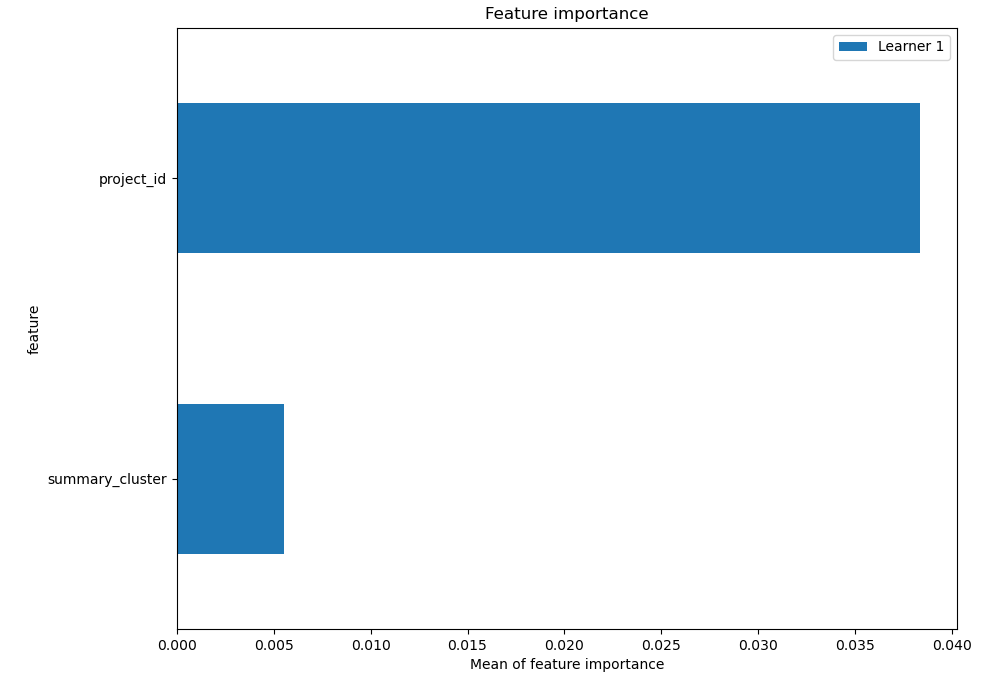 Feature importance
Learner 1
project_id
feature
summary_cluster
0.000 0.005 0.010 0.015 0.020 0.025 0.030 0.035 0.040
Mean of feature importance